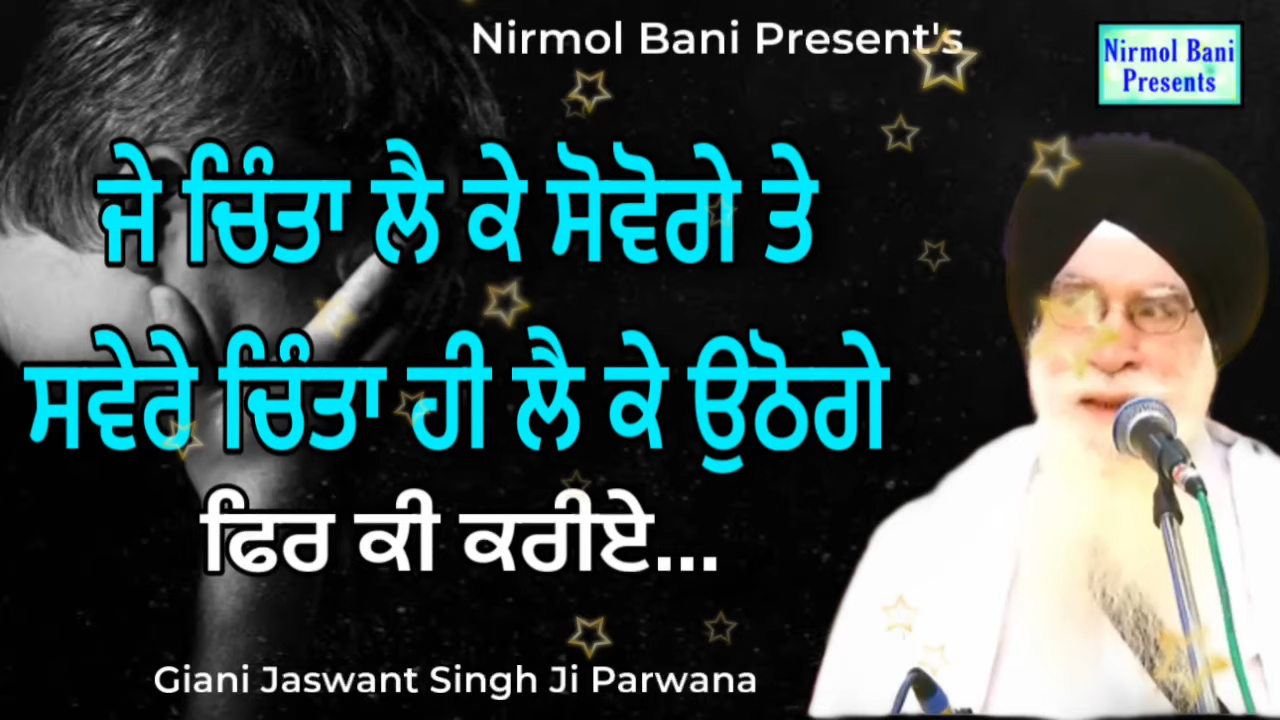 Nirmol Bani Present's
Nirmol Bani
Presents
ਜੇ ਚਿੰਤਾ ਲੈ ਕੇ ਸੋਵੋਗੇ ਤੇ
ਸਵੇਰੇ ਚਿੰਤਾ ਹੀ ਲੈ ਕੇ ਉਠੋਗੇ
ਫਿਰ ਕੀ ਕਰੀਏ...
Giani Jaswant Singh Ji Parwana